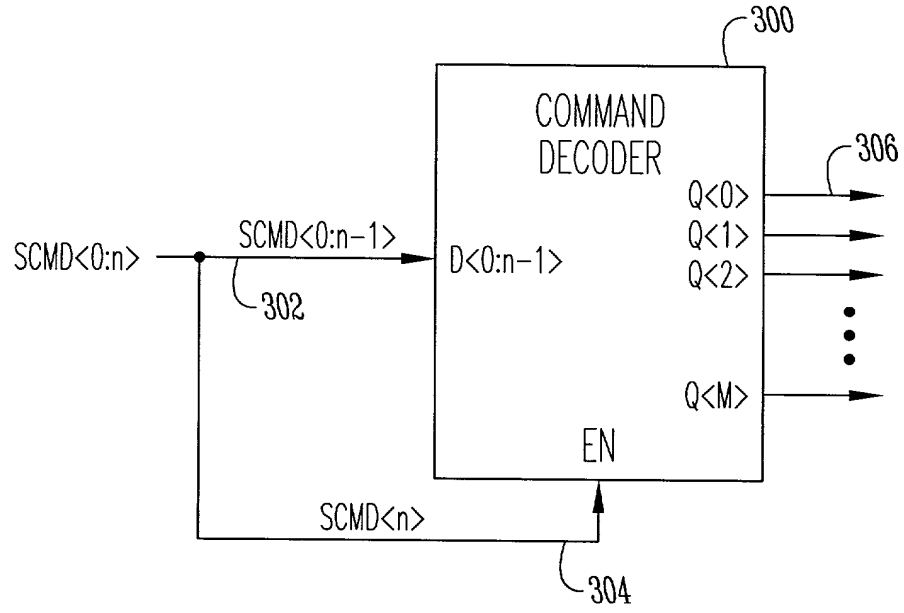 300
COMMAND
DECODER
306
Q<0>
SCMD<0:n-1>
Q<1>
SCMD<0:n>
D<0:n-1>
Q<2>
302
Q<M>
EN
SCMD<n>
304